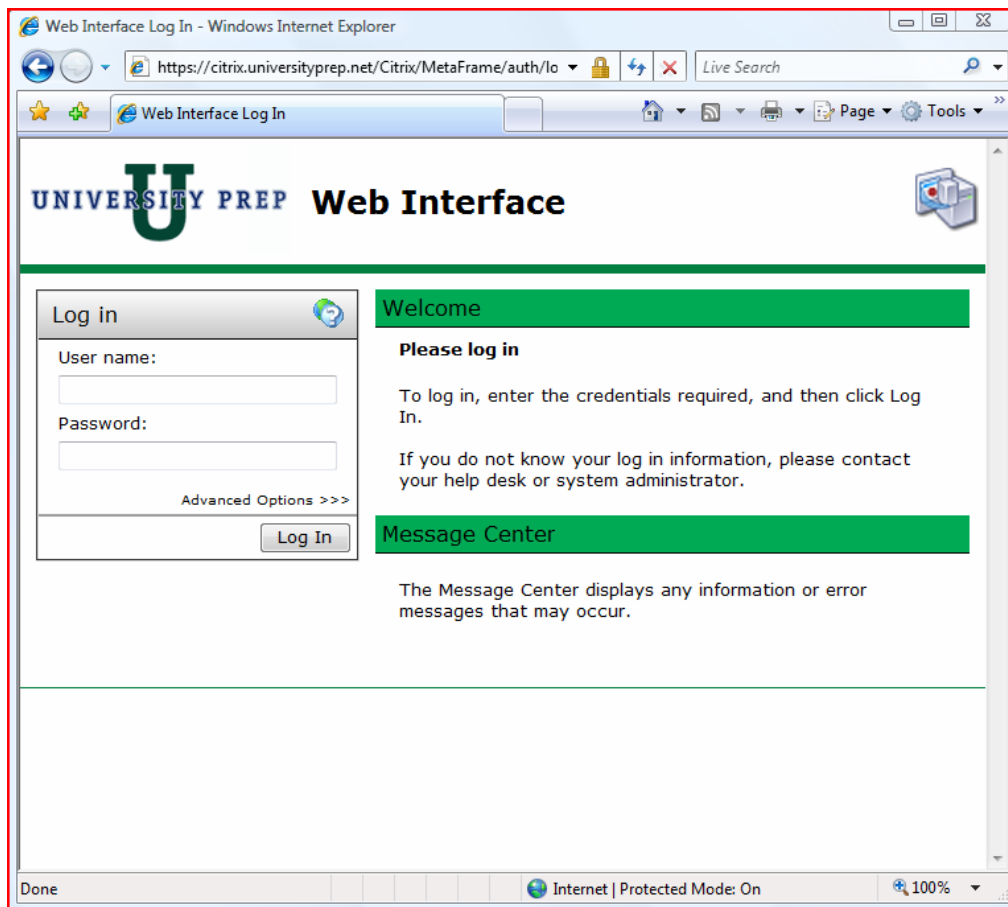 Web Interface Log In - Windows Internet Explorer
https://citrix.universityprep.net/Citrix/MetaFrame/auth/lo
Live Search
Web Interface Log In
Page
Tools
UNIVERSITY PREP
U
Web Interface
Log in
User name:
Password:
Advanced Options >>>
Log In
Welcome
Please log in
To log in, enter the credentials required, and then click Log
In.
If you do not know your log in information, please contact
your help desk or system administrator.
Message Center
The Message Center displays any information or error
messages that may occur.
Done
Internet | Protected Mode: On
100%